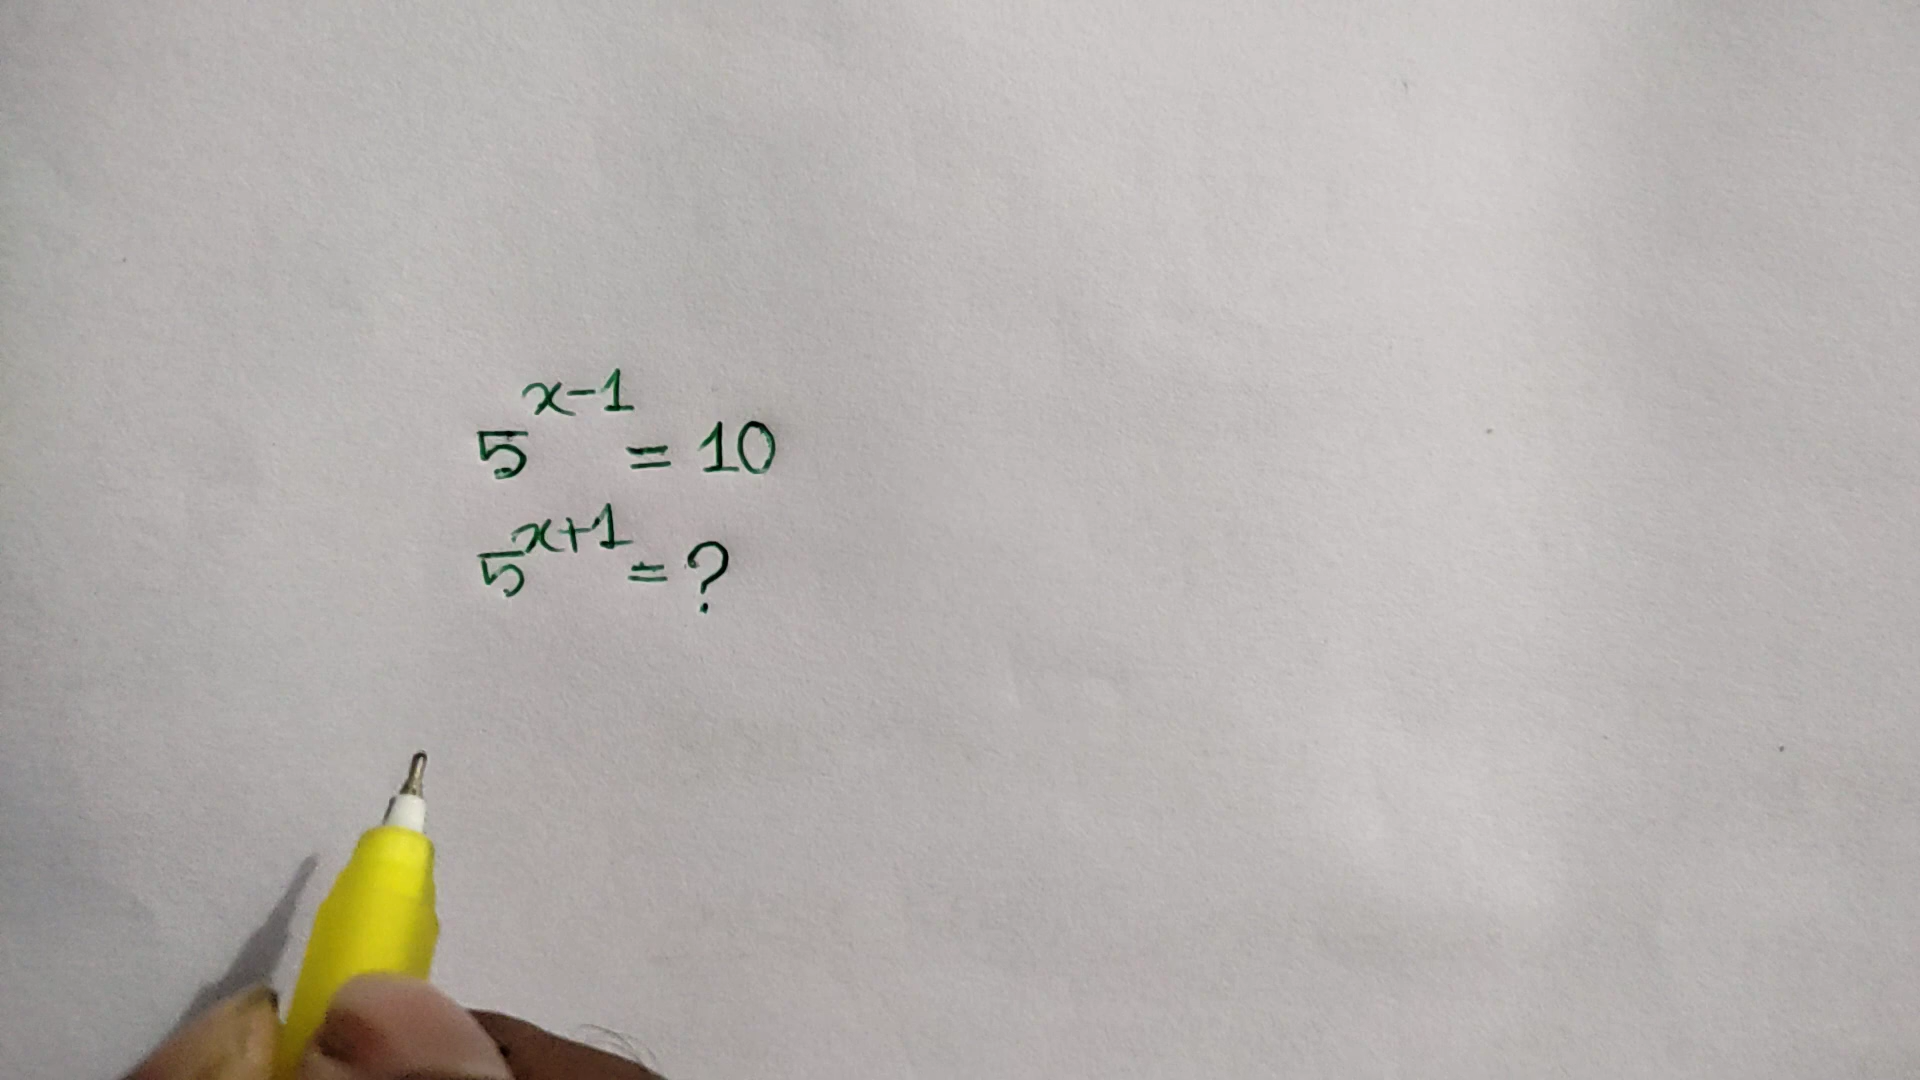 5^{x-1} = 10
5^{x+1} = ?